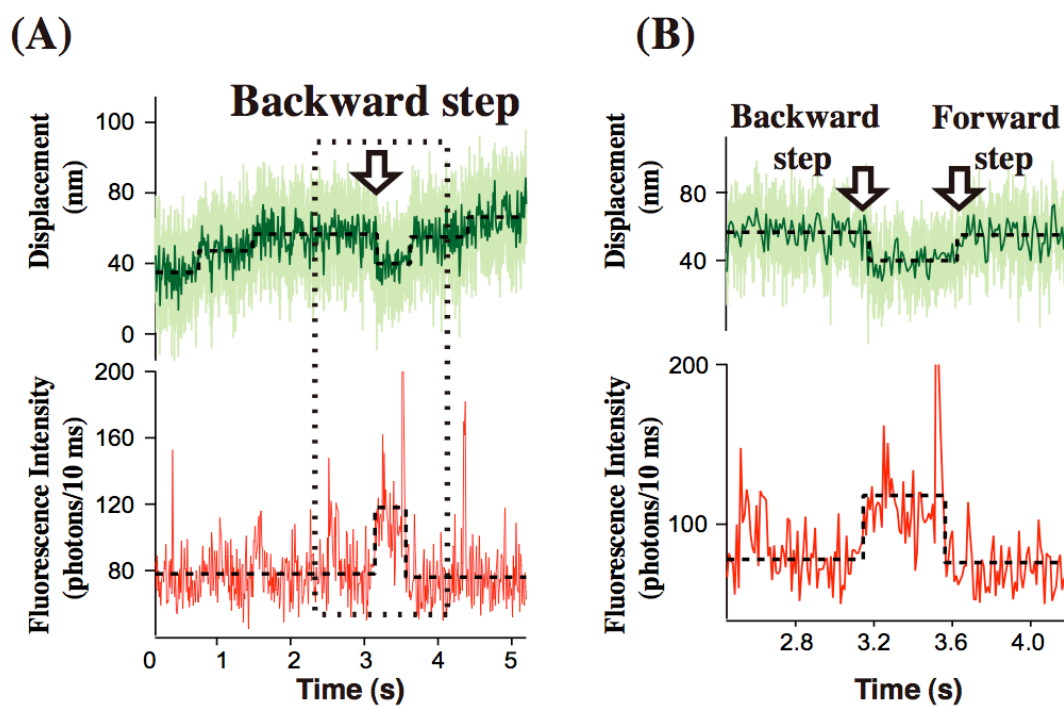 (A)
Backward step
Displacement
(nm)
100
80
40
0
Fluorescence Intensity
(photons/10 ms)
200
160
120
80
0
1
2
3
4
5
Time (s)
(B)
Backward
step
Forward
step
Displacement
(nm)
80
40
Fluorescence Intensity
(photons/10 ms)
200
100
2.8
3.2
3.6
4.0
Time (s)